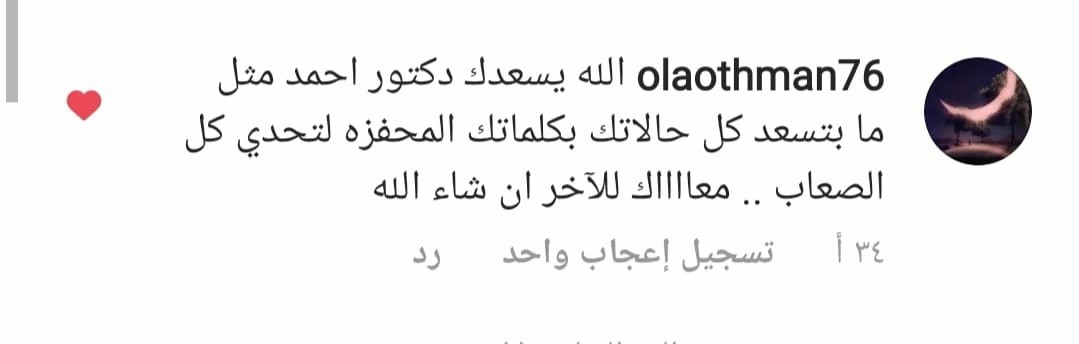 olaothman76 الله يسعدك دكتور احمد مثل
ما بتسعد كل حالاتك بكلماتك المحفزه لتحدي كل
الصعاب .. معااااك للآخر ان شاء الله
٣٤ أ تسجيل إعجاب واحد رد